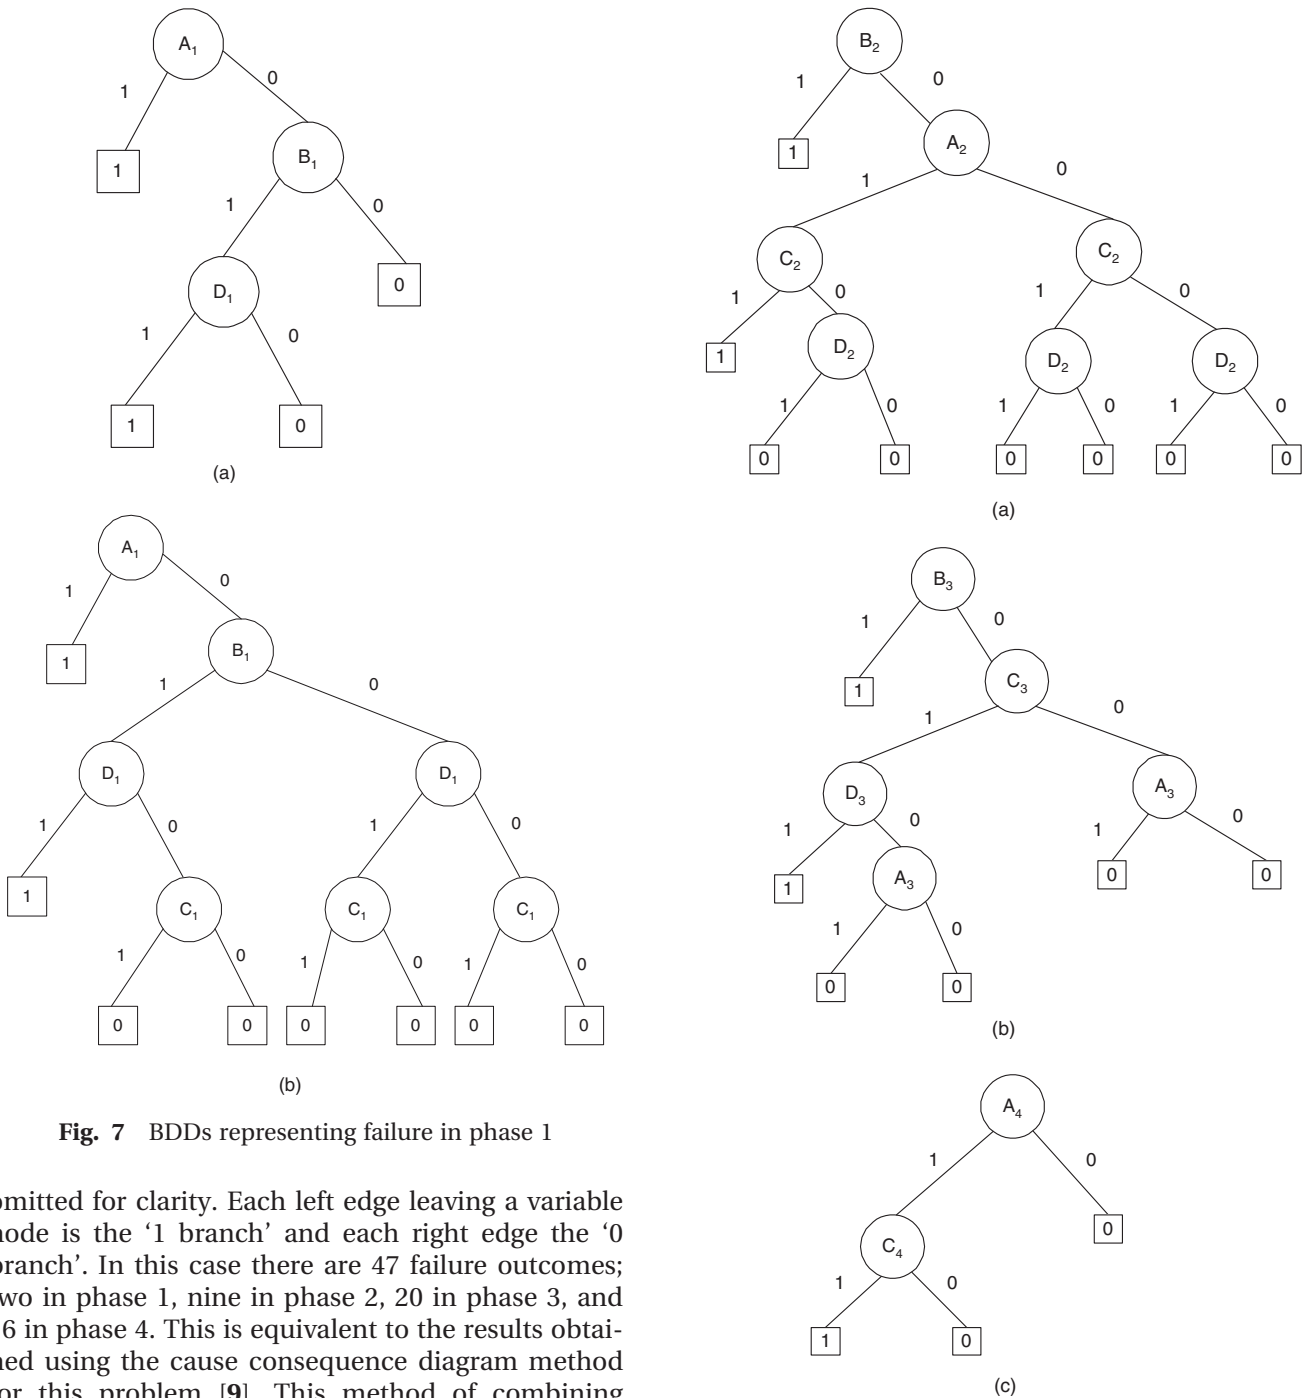 A1
1
0
1
B1
1
0
D1
0
1
0
1
0
(a)
A1
1
0
1
B1
1
0
D1
D1
1
0
1
0
1
C1
C1
C1
1
0
1
0
1
0
0
0
0
0
0
0
(b)
Fig. 7 BDDs representing failure in phase 1
omitted for clarity. Each left edge leaving a variable
node is the ‘1 branch’ and each right edge the ‘0
branch’. In this case there are 47 failure outcomes;
two in phase 1, nine in phase 2, 20 in phase 3, and
6 in phase 4. This is equivalent to the results obtai-
ned using the cause consequence diagram method
for this problem [9]. This method of combining
B2
1
0
1
A2
1
0
C2
C2
1
0
1
0
1
D2
D2
D2
1
0
1
0
1
0
0
0
0
0
0
0
(a)
B3
1
0
1
C3
1
0
D3
A3
1
0
1
0
1
A3
0
0
1
0
0
0
(b)
A4
1
0
C4
0
1
0
1
0
(c)